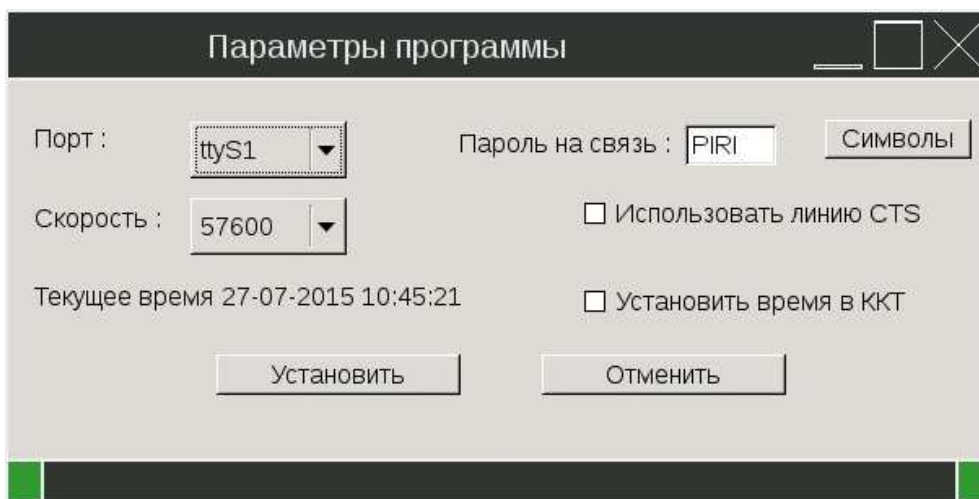 Параметры программы
Порт : ttyS1 Пароль на связь : PIRI Символы
Скорость : 57600 Использовать линию CTS
Текущее время 27-07-2015 10:45:21 Установить время в ККТ
Установить Отменить